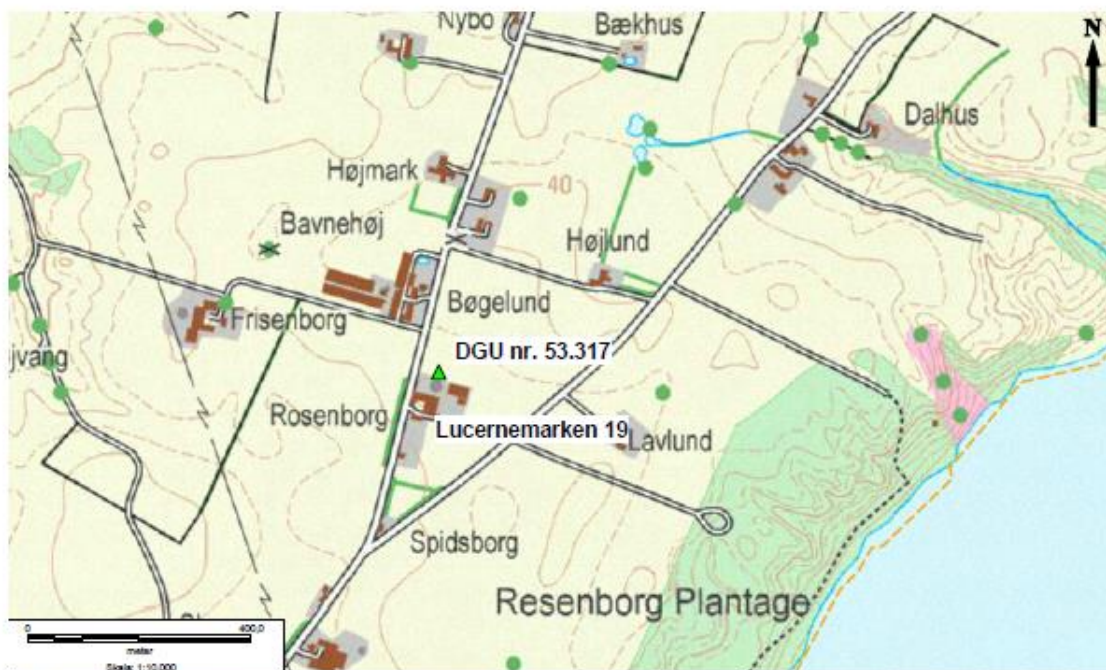 Nybo
Bækhus
N
Dalhus
Højmark
40
Bavnehøj
Højlund
Bøgelund
Frisenborg
jvang
DGU nr. 53.317
Rosenborg
Lucernemarken 19
Lavlund
Spidsborg
Resenborg Plantage
0
400,0
meter
Skala: 1:10.000